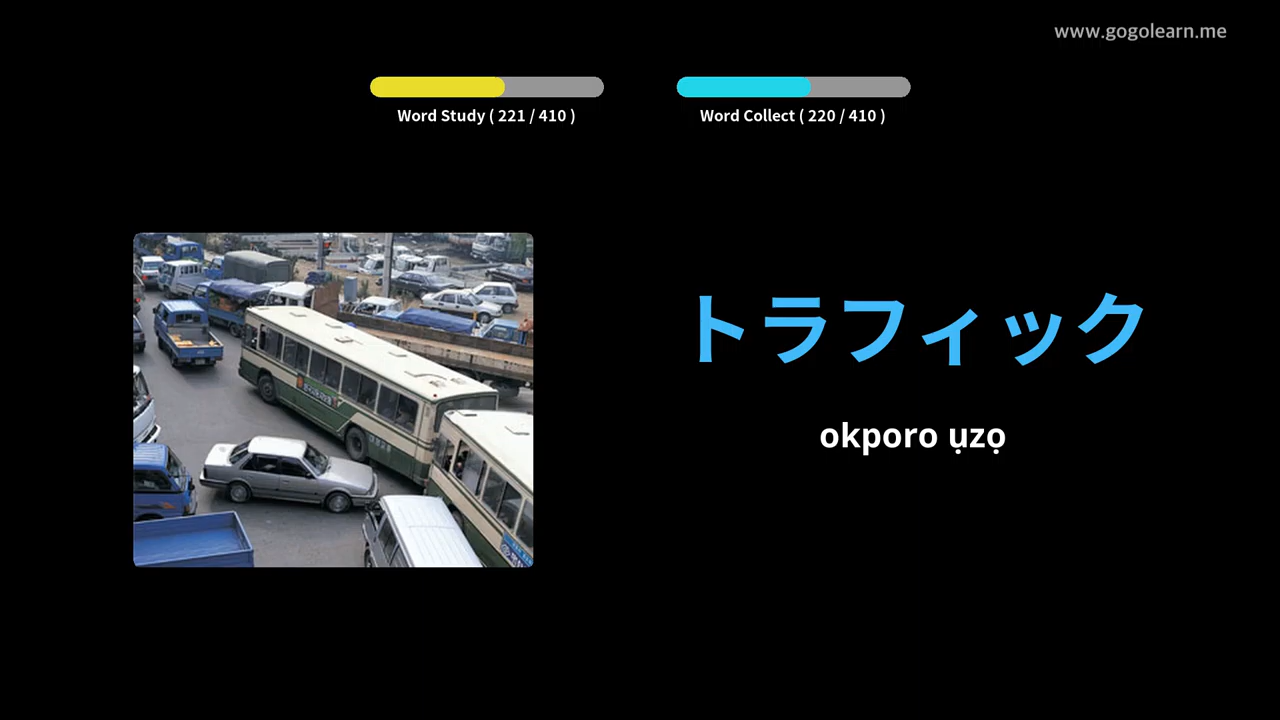 www.gogolearn.me
Word Study ( 221 / 410 )
Word Collect ( 220 / 410 )
トラフィック
okporo ụzọ